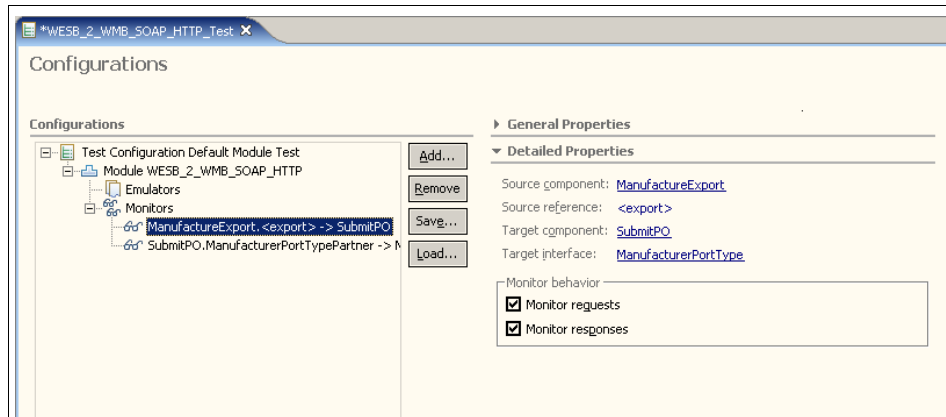 *WESB_2_WMB_SOAP_HTTP_Test
Configurations
Configurations
Test Configuration Default Module Test
Module WESB_2_WMB_SOAP_HTTP
Emulators
Monitors
ManufactureExport.<export> -> SubmitPO
SubmitPO.ManufacturerPortTypePartner -> M
Add...
Remove
Save...
Load...
General Properties
Detailed Properties
Source component: ManufactureExport
Source reference: <export>
Target component: SubmitPO
Target interface: ManufacturerPortType
Monitor behavior
Monitor requests
Monitor responses